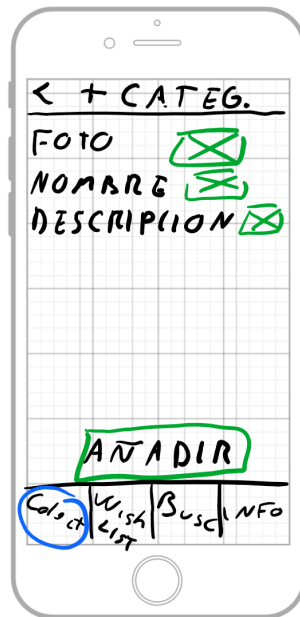 < + CATEG.
FOTO
NOMBRE
DESCRIPCION
AÑADIR
Colect Wish LIST Busc INFO